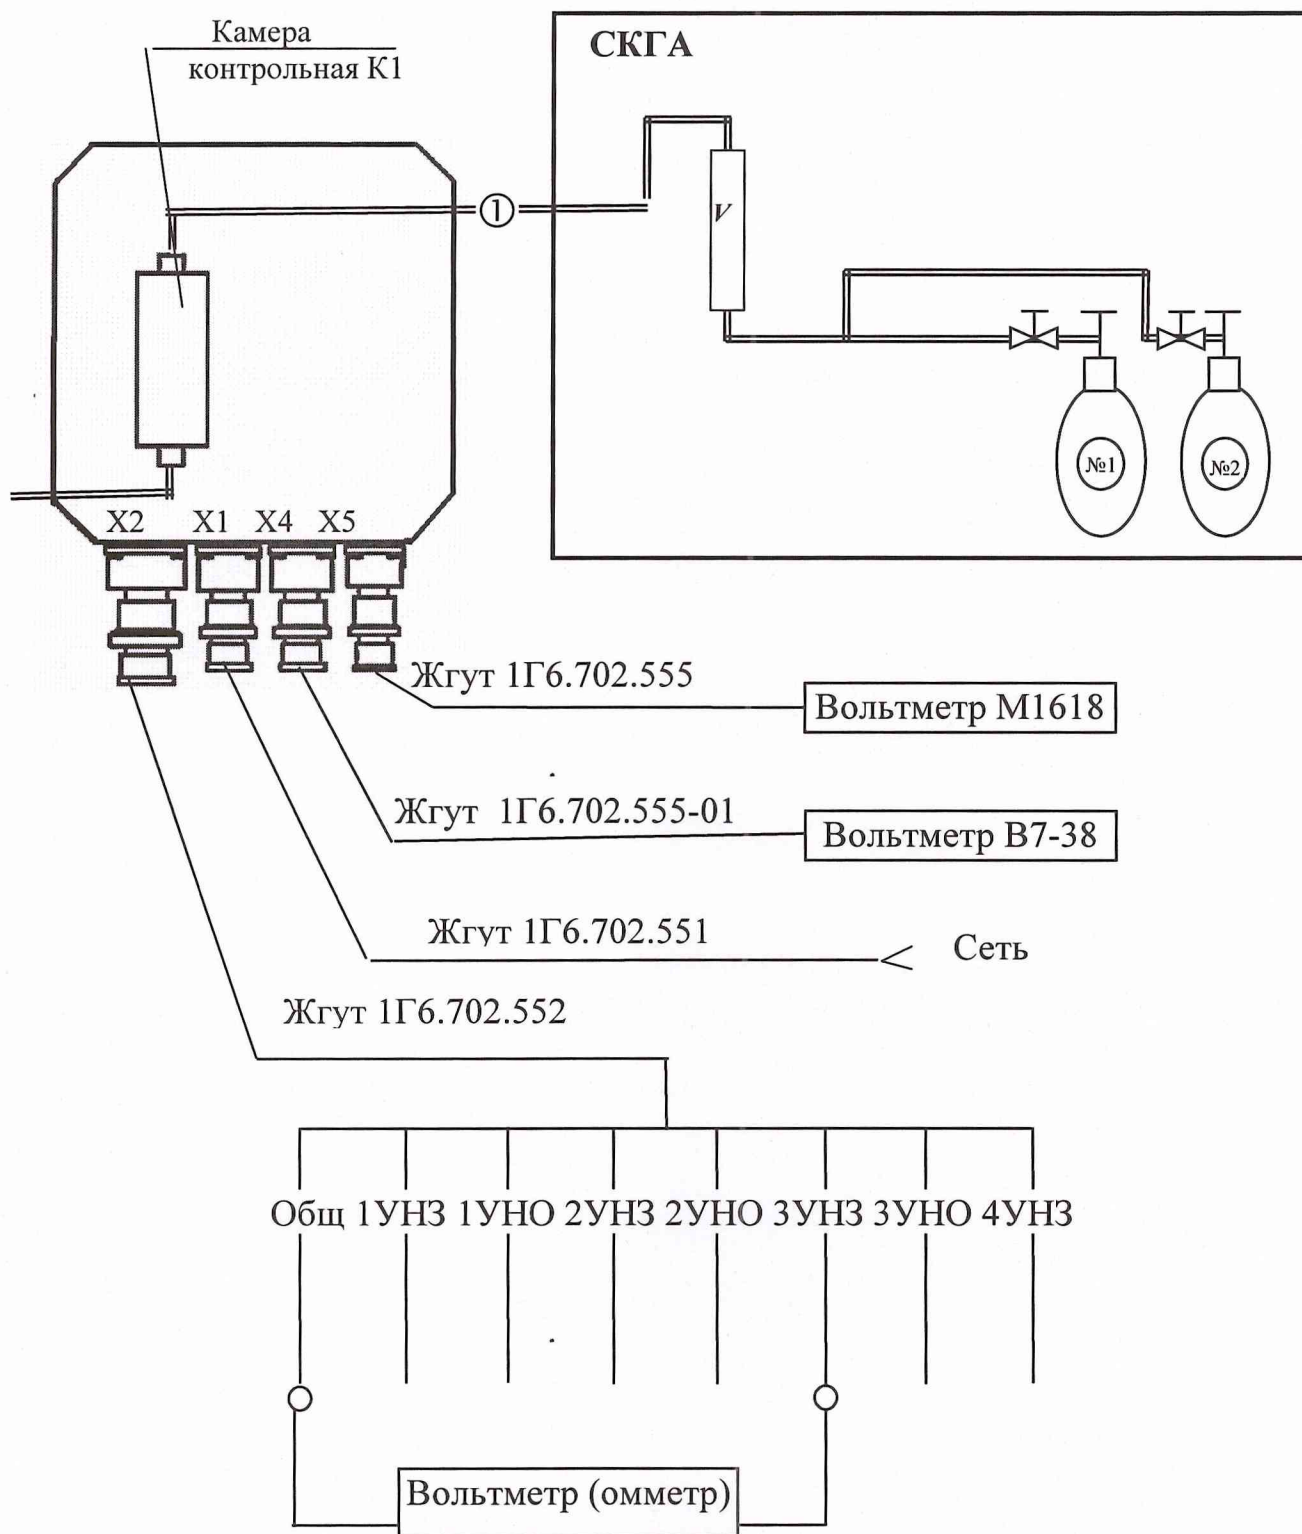 Камера
контрольная К1
СКГА
①
V
№1
№2
Х2 Х1 Х4 Х5
Жгут 1Г6.702.555
Вольтметр М1618
Жгут 1Г6.702.555-01
Вольтметр В7-38
Жгут 1Г6.702.551
Сеть
Жгут 1Г6.702.552
Общ 1УНЗ 1УНО 2УНЗ 2УНО 3УНЗ 3УНО 4УНЗ
Вольтметр (омметр)